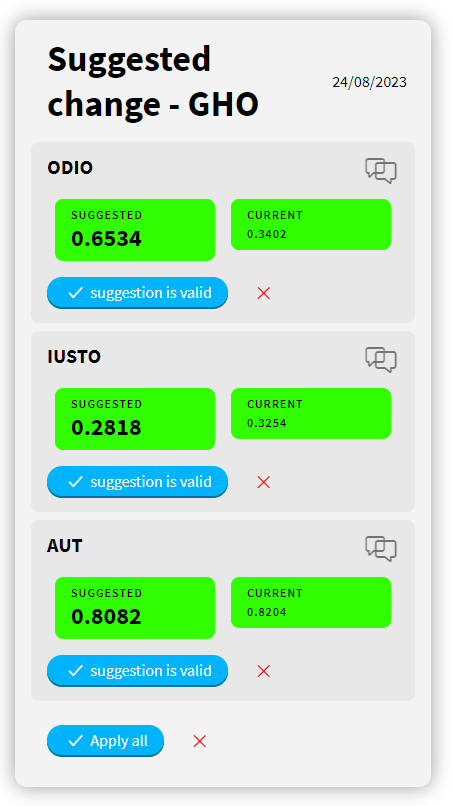 Suggested
change - GHO
24/08/2023
ODIO
SUGGESTED
0.6534
CURRENT
0.3402
suggestion is valid
IUSTO
SUGGESTED
0.2818
CURRENT
0.3254
suggestion is valid
AUT
SUGGESTED
0.8082
CURRENT
0.8204
suggestion is valid
Apply all